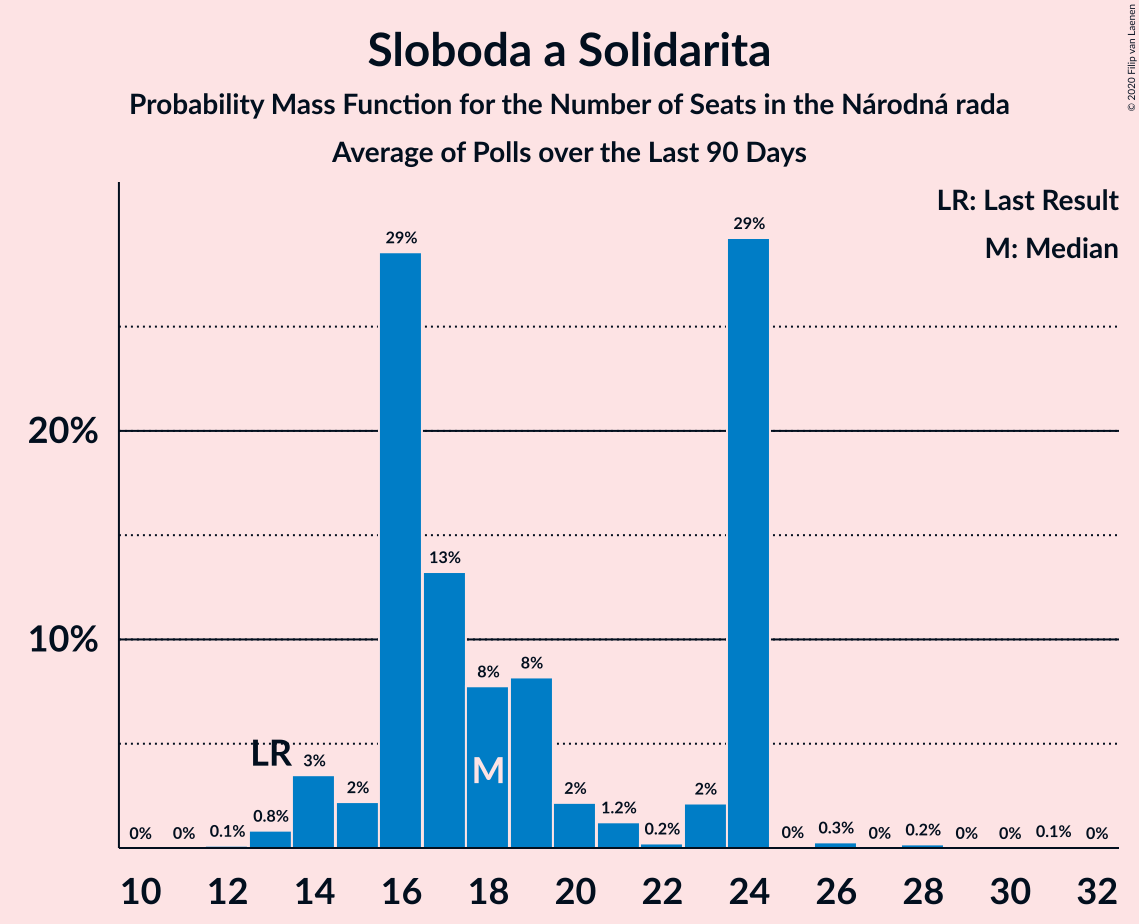 Sloboda a Solidarita
Probability Mass Function for the Number of Seats in the Národná rada
Average of Polls over the Last 90 Days
© 2020 Filip van Laenen
LR: Last Result
M: Median
20%
10%
0%
0%
0.1%
0.8%
3%
2%
29%
13%
8%
8%
2%
1.2%
0.2%
2%
29%
0%
0.3%
0%
0.2%
0%
0%
0.1%
0%
LR
M
10 12 14 16 18 20 22 24 26 28 30 32